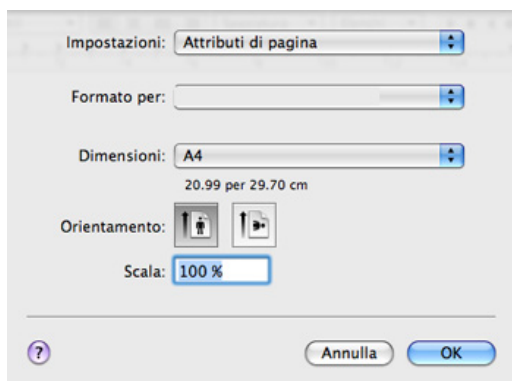 Impostazioni: Attributi di pagina
Formato per:
Dimensioni: A4
20.99 per 29.70 cm
Orientamento:
Scala: 100 %
? Annulla OK